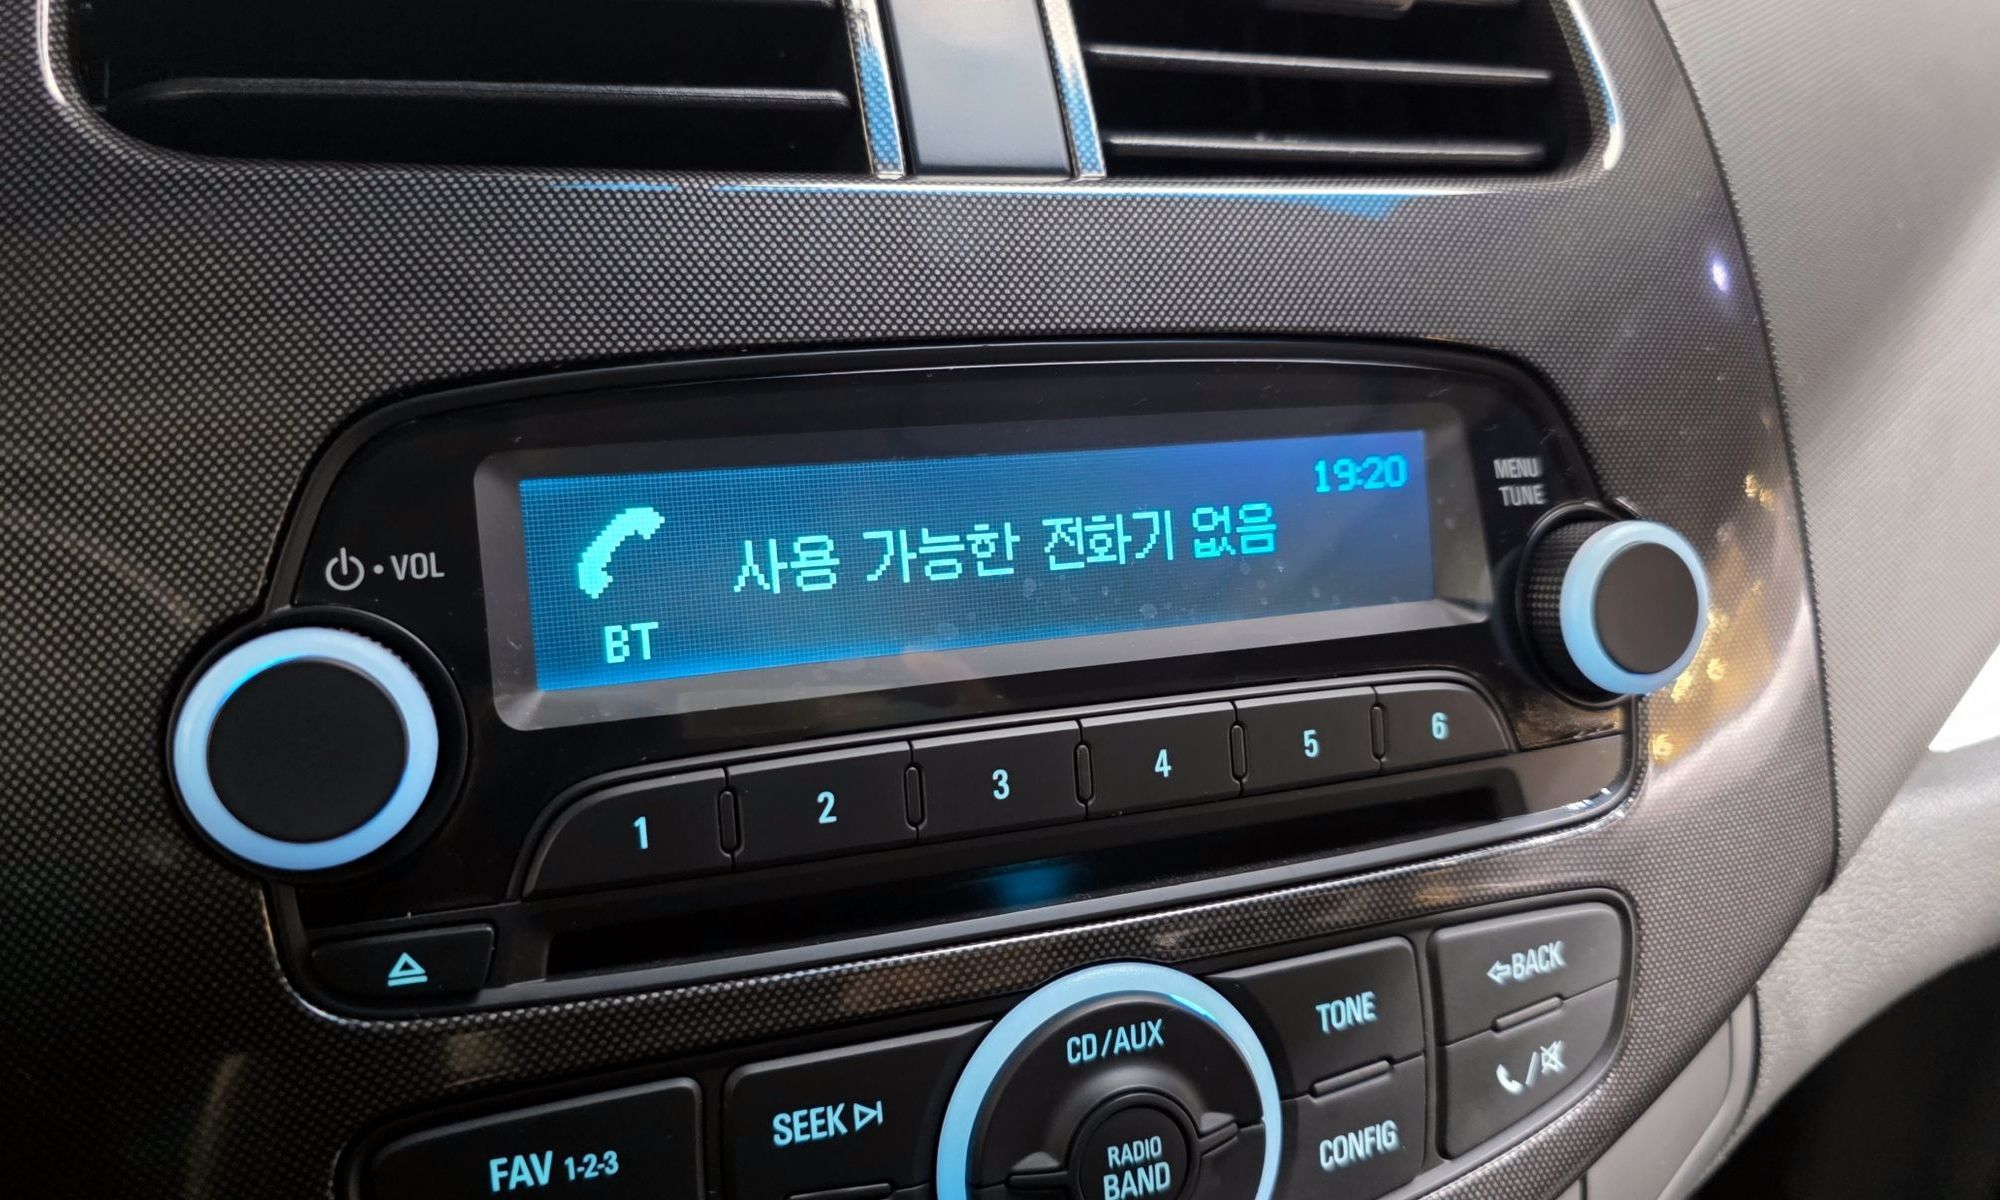 19:20
사용 가능한 전화기 없음
BT
VOL
MENU
TUNE
1 2 3 4 5 6
CD/AUX
TONE
BACK
SEEK
RADIO
BAND
CONFIG
FAV 1-2-3